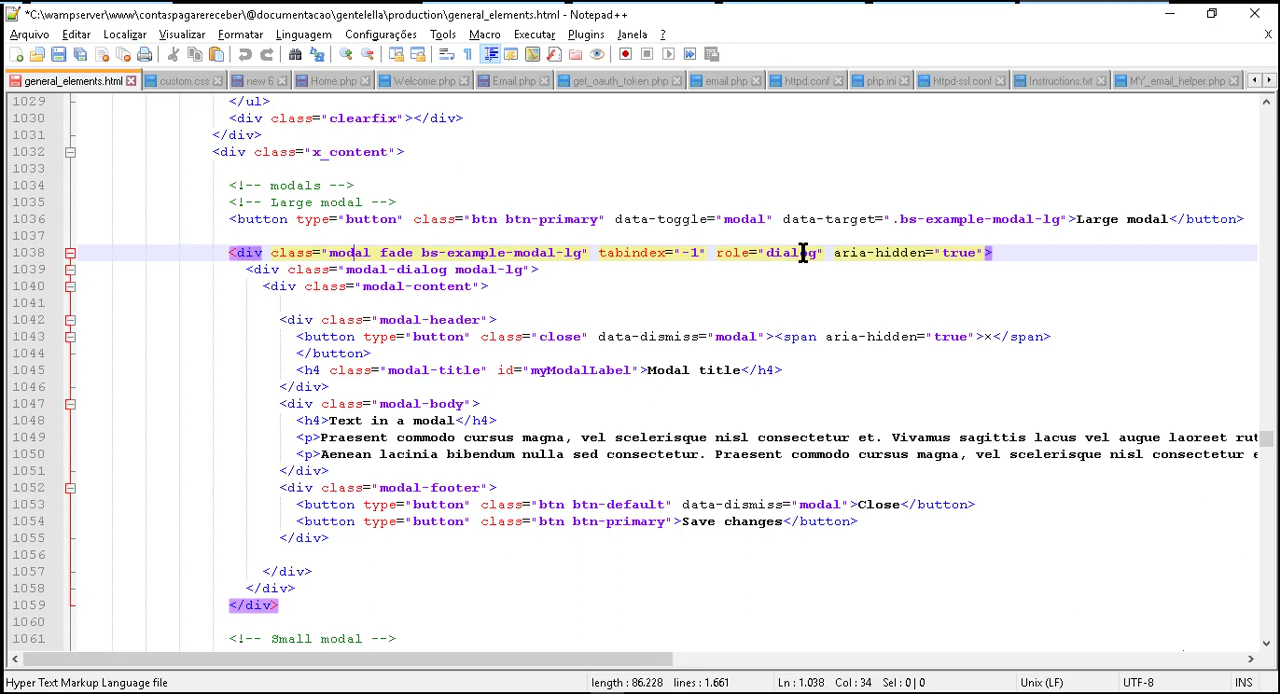 *C:\wampserver\www\contaspagarereceber\@documentacao\gentelella\production\general_elements.html - Notepad++
Arquivo Editar Localizar Visualizar Formatar Linguagem Configurações Tools Macro Executar Plugins Janela ? X
general_elements.html custom.css new 6 Home.php Welcome.php Email.php get_oauth_token.php email.php httpd.conf php.ini httpd-ssl.conf Instructions.txt MY_email_helper.php
1029 </ul>
1030 <div class="clearfix"></div>
1031 </div>
1032 <div class="x_content">
1033
1034 <!-- modals -->
1035 <!-- Large modal -->
1036 <button type="button" class="btn btn-primary" data-toggle="modal" data-target=".bs-example-modal-lg">Large modal</button>
1037
1038 <div class="modal fade bs-example-modal-lg" tabindex="-1" role="dialog" aria-hidden="true">
1039 <div class="modal-dialog modal-lg">
1040 <div class="modal-content">
1041
1042 <div class="modal-header">
1043 <button type="button" class="close" data-dismiss="modal"><span aria-hidden="true">×</span>
1044 </button>
1045 <h4 class="modal-title" id="myModalLabel">Modal title</h4>
1046 </div>
1047 <div class="modal-body">
1048 <h4>Text in a modal</h4>
1049 <p>Praesent commodo cursus magna, vel scelerisque nisl consectetur et. Vivamus sagittis lacus vel augue laoreet rut
1050 <p>Aenean lacinia bibendum nulla sed consectetur. Praesent commodo cursus magna, vel scelerisque nisl consectetur e
1051 </div>
1052 <div class="modal-footer">
1053 <button type="button" class="btn btn-default" data-dismiss="modal">Close</button>
1054 <button type="button" class="btn btn-primary">Save changes</button>
1055 </div>
1056
1057 </div>
1058 </div>
1059 </div>
1060
1061 <!-- Small modal -->
Hyper Text Markup Language file length : 86.228 lines : 1.661 Ln : 1.038 Col : 34 Sel : 0 | 0 Unix (LF) UTF-8 INS